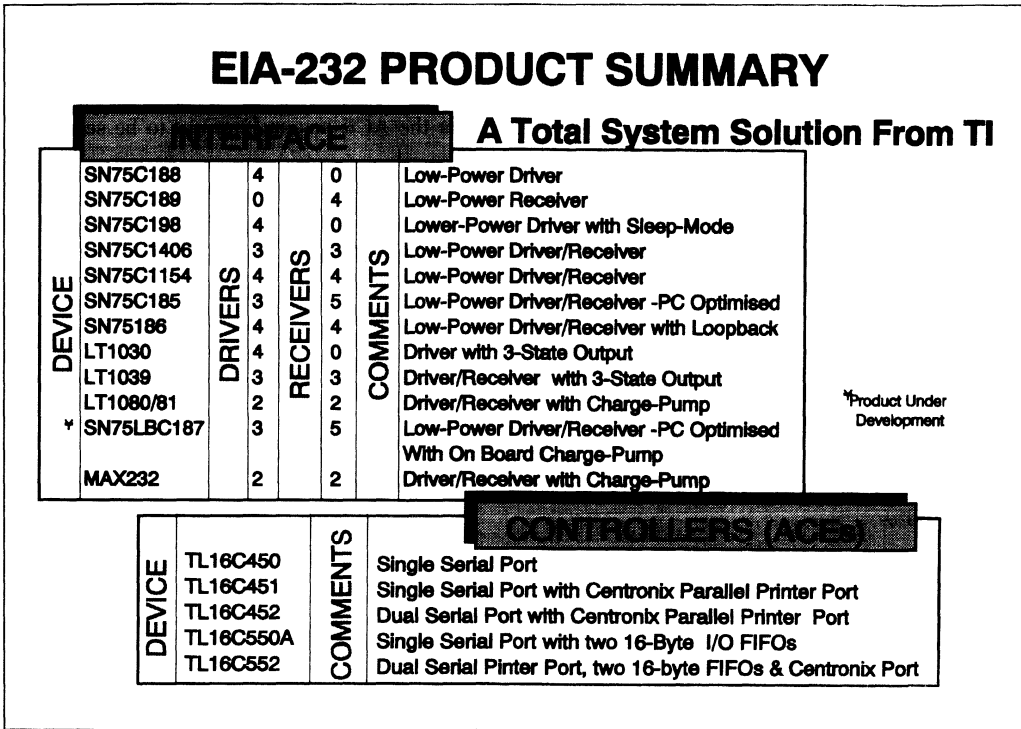 EIA-232 PRODUCT SUMMARY
INTERFACE
A Total System Solution From TI
DEVICE
DRIVERS
RECEIVERS
COMMENTS
SN75C188 4 0 Low-Power Driver
SN75C189 0 4 Low-Power Receiver
SN75C198 4 0 Lower-Power Driver with Sleep-Mode
SN75C1406 3 3 Low-Power Driver/Receiver
SN75C1154 4 4 Low-Power Driver/Receiver
SN75C185 3 5 Low-Power Driver/Receiver -PC Optimised
SN75186 4 4 Low-Power Driver/Receiver with Loopback
LT1030 4 0 Driver with 3-State Output
LT1039 3 3 Driver/Receiver with 3-State Output
LT1080/81 2 2 Driver/Receiver with Charge-Pump
¥ SN75LBC187 3 5 Low-Power Driver/Receiver -PC Optimised
With On Board Charge-Pump
MAX232 2 2 Driver/Receiver with Charge-Pump
¥Product Under
Development
CONTROLLERS (ACEs)
DEVICE
COMMENTS
TL16C450 Single Serial Port
TL16C451 Single Serial Port with Centronix Parallel Printer Port
TL16C452 Dual Serial Port with Centronix Parallel Printer Port
TL16C550A Single Serial Port with two 16-Byte I/O FIFOs
TL16C552 Dual Serial Pinter Port, two 16-byte FIFOs & Centronix Port